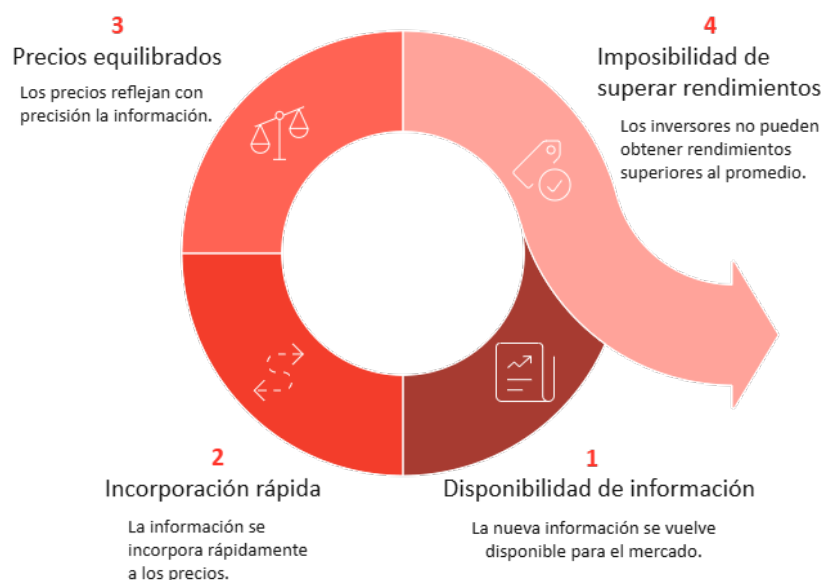 3
Precios equilibrados
Los precios reflejan con
precisión la información.
4
Imposibilidad de
superar rendimientos
Los inversores no pueden
obtener rendimientos
superiores al promedio.
2
Incorporación rápida
La información se
incorpora rápidamente
a los precios.
1
Disponibilidad de información
La nueva información se vuelve
disponible para el mercado.